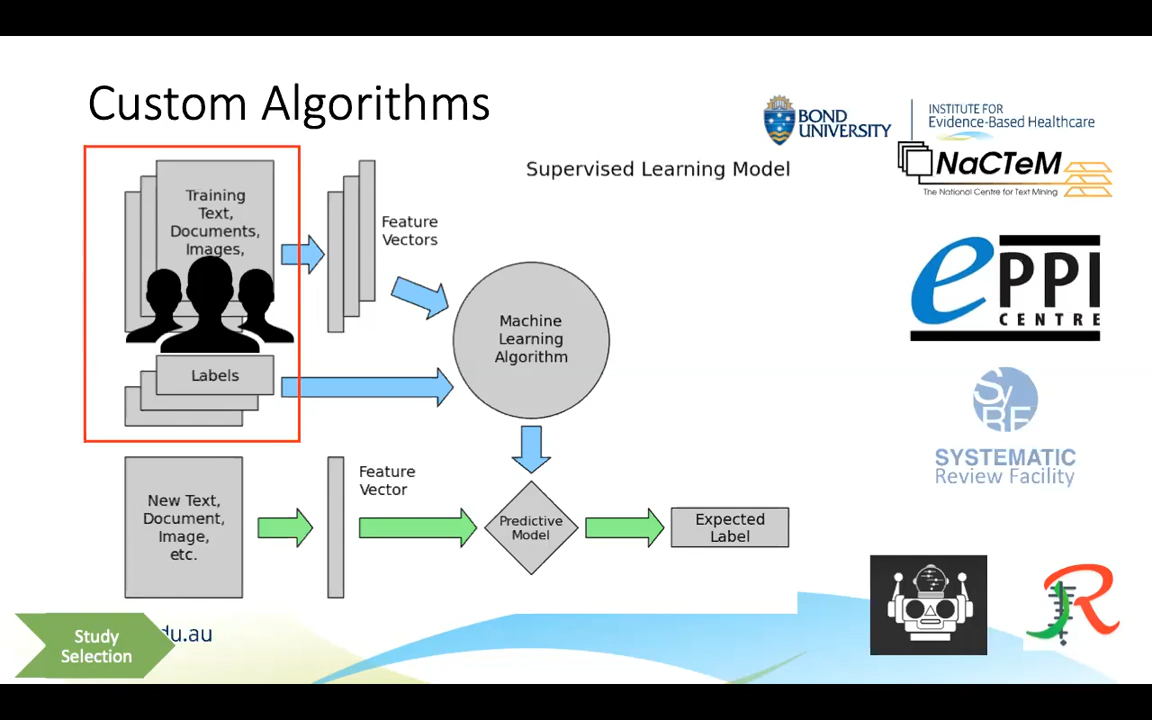 Custom Algorithms
BOND
UNIVERSITY
INSTITUTE FOR
Evidence-Based Healthcare
NaCTeM
The National Centre for Text Mining
Supervised Learning Model
Training
Text,
Documents,
Images,
Feature
Vectors
Machine
Learning
Algorithm
Labels
ePPI
CENTRE
SyRF
SYSTEMATIC
Review Facility
New Text,
Document,
Image,
etc.
Feature
Vector
Predictive
Model
Expected
Label
Study
Selection
du.au
R